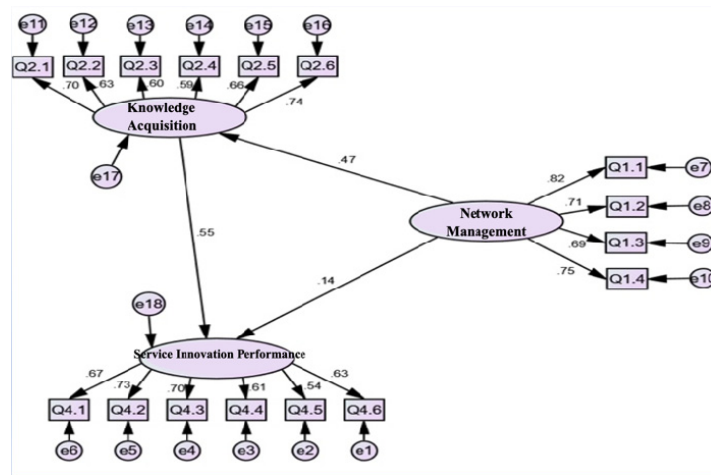 e11 e12 e13 e14 e15 e16
Q2.1 Q2.2 Q2.3 Q2.4 Q2.5 Q2.6
.70 .63 .60 .59 .66 .74
Knowledge
Acquisition
e17
.47
.82
Q1.1 e7
.71
Q1.2 e8
Network
Management
.69
Q1.3 e9
.75
Q1.4 e10
.55
.14
e18
Service Innovation Performance
.67 .73 .70 .61 .54 .63
Q4.1 Q4.2 Q4.3 Q4.4 Q4.5 Q4.6
e6 e5 e4 e3 e2 e1